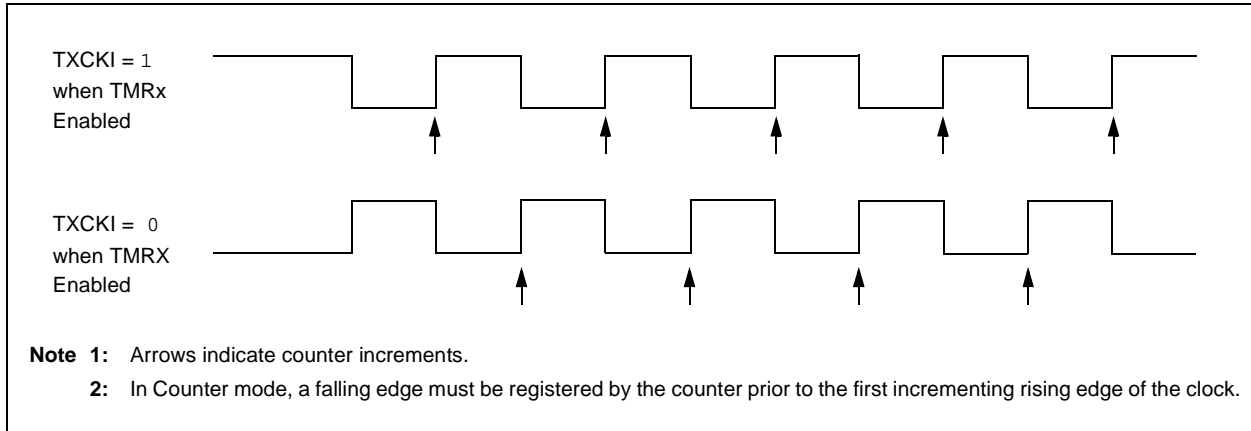 TXCKI = 1
when TMRx
Enabled
TXCKI = 0
when TMRX
Enabled
Note 1: Arrows indicate counter increments.
2: In Counter mode, a falling edge must be registered by the counter prior to the first incrementing rising edge of the clock.